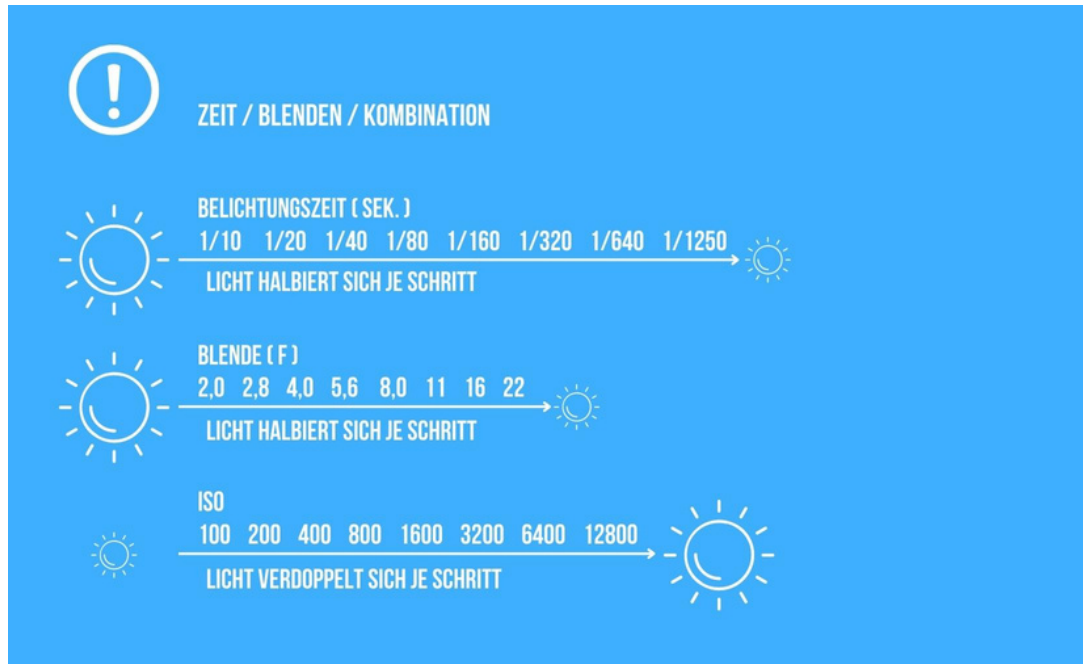 ZEIT / BLENDEN / KOMBINATION
BELICHTUNGSZEIT ( SEK. )
1/10 1/20 1/40 1/80 1/160 1/320 1/640 1/1250
LICHT HALBIERT SICH JE SCHRITT
BLENDE ( F )
2,0 2,8 4,0 5,6 8,0 11 16 22
LICHT HALBIERT SICH JE SCHRITT
ISO
100 200 400 800 1600 3200 6400 12800
LICHT VERDOPPELT SICH JE SCHRITT